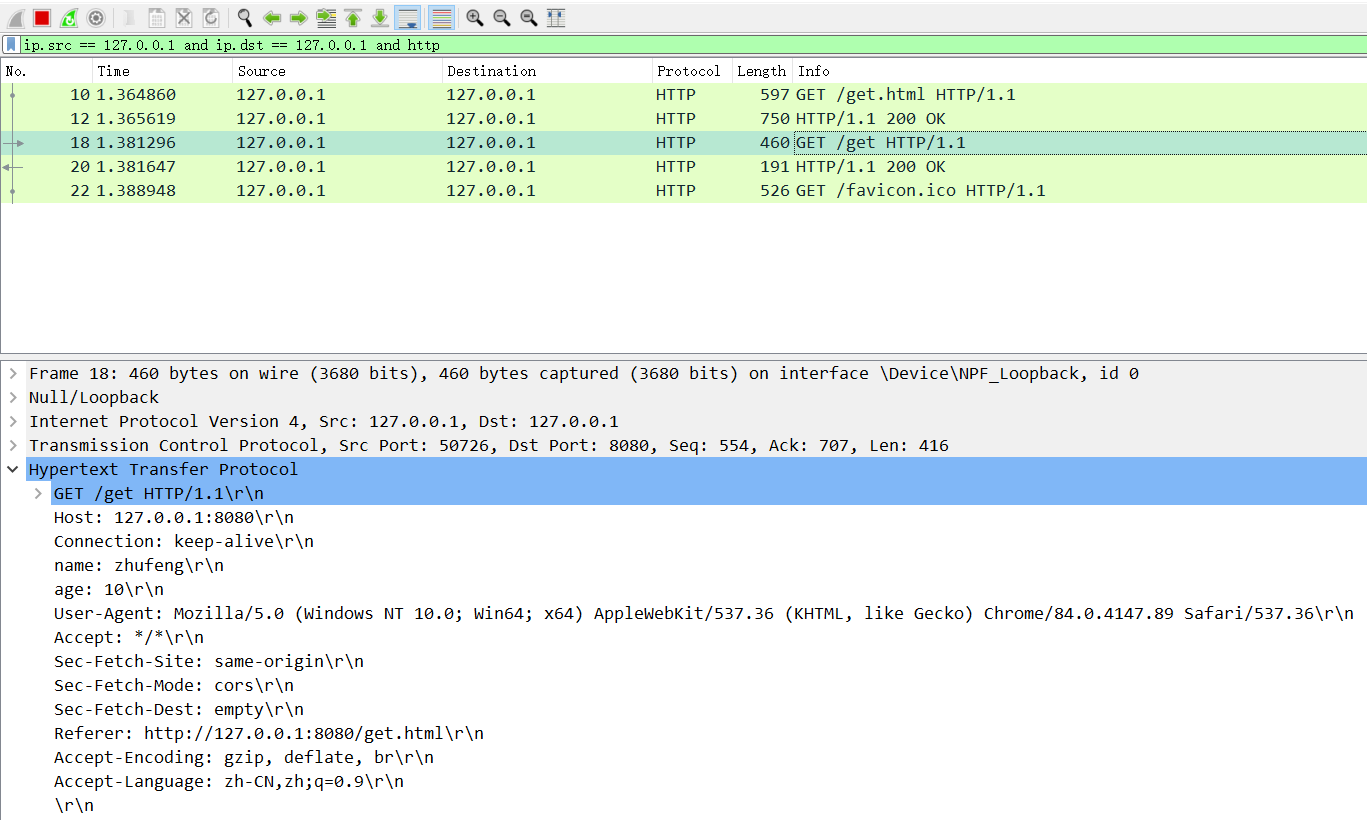 ip.src == 127.0.0.1 and ip.dst == 127.0.0.1 and http
No. Time Source Destination Protocol Length Info
10 1.364860 127.0.0.1 127.0.0.1 HTTP 597 GET /get.html HTTP/1.1
12 1.365619 127.0.0.1 127.0.0.1 HTTP 750 HTTP/1.1 200 OK
18 1.381296 127.0.0.1 127.0.0.1 HTTP 460 GET /get HTTP/1.1
20 1.381647 127.0.0.1 127.0.0.1 HTTP 191 HTTP/1.1 200 OK
22 1.388948 127.0.0.1 127.0.0.1 HTTP 526 GET /favicon.ico HTTP/1.1
Frame 18: 460 bytes on wire (3680 bits), 460 bytes captured (3680 bits) on interface \Device\NPF_Loopback, id 0
Null/Loopback
Internet Protocol Version 4, Src: 127.0.0.1, Dst: 127.0.0.1
Transmission Control Protocol, Src Port: 50726, Dst Port: 8080, Seq: 554, Ack: 707, Len: 416
Hypertext Transfer Protocol
GET /get HTTP/1.1\r\n
Host: 127.0.0.1:8080\r\n
Connection: keep-alive\r\n
name: zhufeng\r\n
age: 10\r\n
User-Agent: Mozilla/5.0 (Windows NT 10.0; Win64; x64) AppleWebKit/537.36 (KHTML, like Gecko) Chrome/84.0.4147.89 Safari/537.36\r\n
Accept: */*\r\n
Sec-Fetch-Site: same-origin\r\n
Sec-Fetch-Mode: cors\r\n
Sec-Fetch-Dest: empty\r\n
Referer: http://127.0.0.1:8080/get.html\r\n
Accept-Encoding: gzip, deflate, br\r\n
Accept-Language: zh-CN,zh;q=0.9\r\n
\r\n